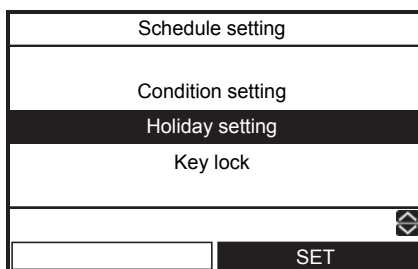 Schedule setting
Condition setting
Holiday setting
Key lock
SET